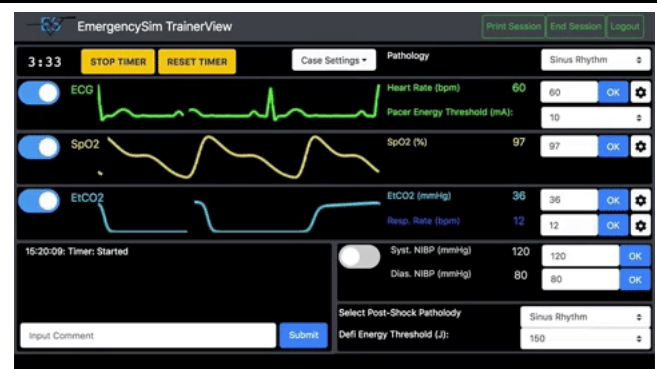 ES EmergencySim TrainerView Print Session End Session Logout
3:33 STOP TIMER RESET TIMER Case Settings Pathology Sinus Rhythm
ECG Heart Rate (bpm) 60 60 OK
Pacer Energy Threshold (mA): 10
SpO2 SpO2 (%) 97 97 OK
EtCO2 EtCO2 (mmHg) 36 36 OK
Resp. Rate (bpm) 12 12 OK
15:20:09: Timer: Started Syst. NIBP (mmHg) 120 120 OK
Dias. NIBP (mmHg) 80 80 OK
Select Post-Shock Patholody Sinus Rhythm
Input Comment Submit Defi Energy Threshold (J): 150